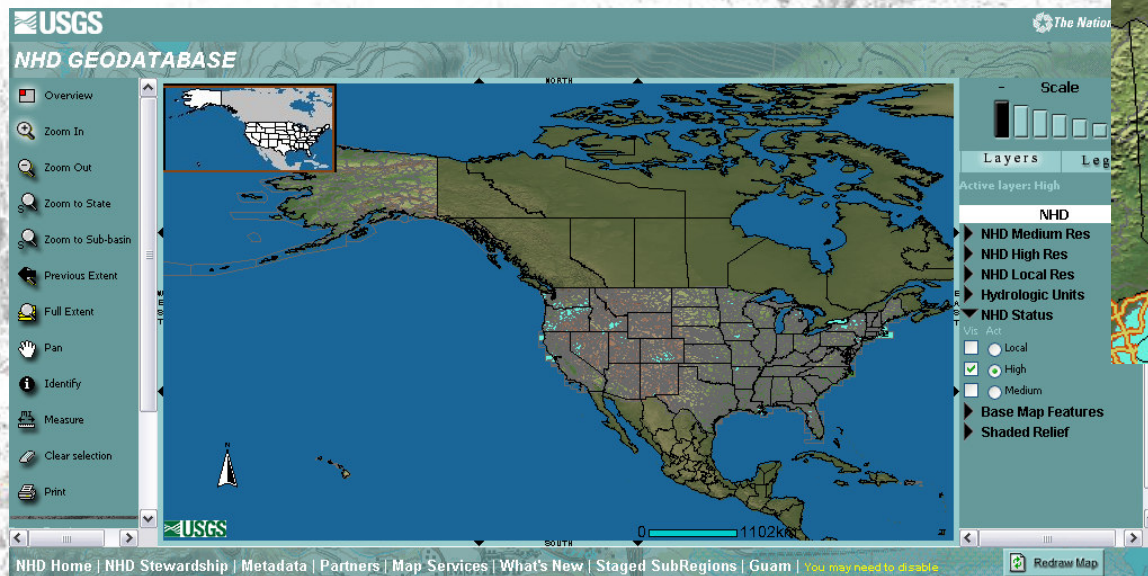 USGS
The Nation
NHD GEODATABASE
Overview
Zoom In
Zoom Out
Zoom to State
Zoom to Sub-basin
Previous Extent
Full Extent
Pan
Identify
Measure
Clear selection
Print
NORTH
WEST
EAST
N
USGS
0 1102km
SOUTH
- Scale
Layers Leg
Active layer: High
NHD
NHD Medium Res
NHD High Res
NHD Local Res
Hydrologic Units
NHD Status
Vis Act
Local
High
Medium
Base Map Features
Shaded Relief
NHD Home | NHD Stewardship | Metadata | Partners | Map Services | What's New | Staged SubRegions | Guam | You may need to disable
Redraw Map